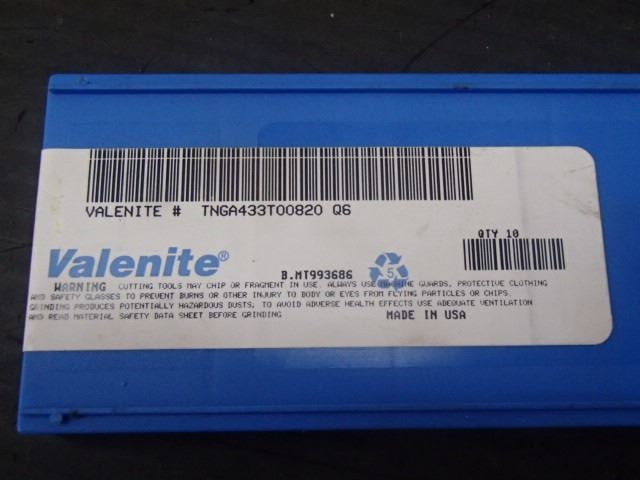 VALENITE # TNGA433T00820 Q6
QTY 10
Valenite®
B.MT993686
5
WARNING CUTTING TOOLS MAY CHIP OR FRAGMENT IN USE. ALWAYS USE MACHINE GUARDS, PROTECTIVE CLOTHING
AND SAFETY GLASSES TO PREVENT BURNS OR OTHER INJURY TO BODY OR EYES FROM FLYING PARTICLES OR CHIPS.
GRINDING PRODUCES POTENTIALLY HAZARDOUS DUSTS; TO AVOID ADVERSE HEALTH EFFECTS USE ADEQUATE VENTILATION
AND READ MATERIAL SAFETY DATA SHEET BEFORE GRINDING MADE IN USA